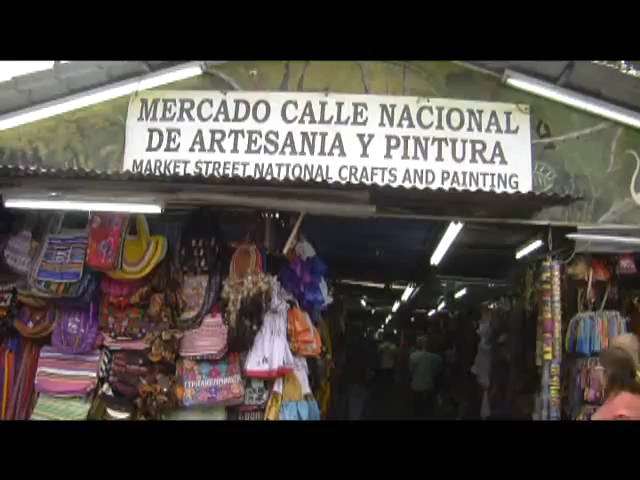 MERCADO CALLE NACIONAL
DE ARTESANIA Y PINTURA
MARKET STREET NATIONAL CRAFTS AND PAINTING